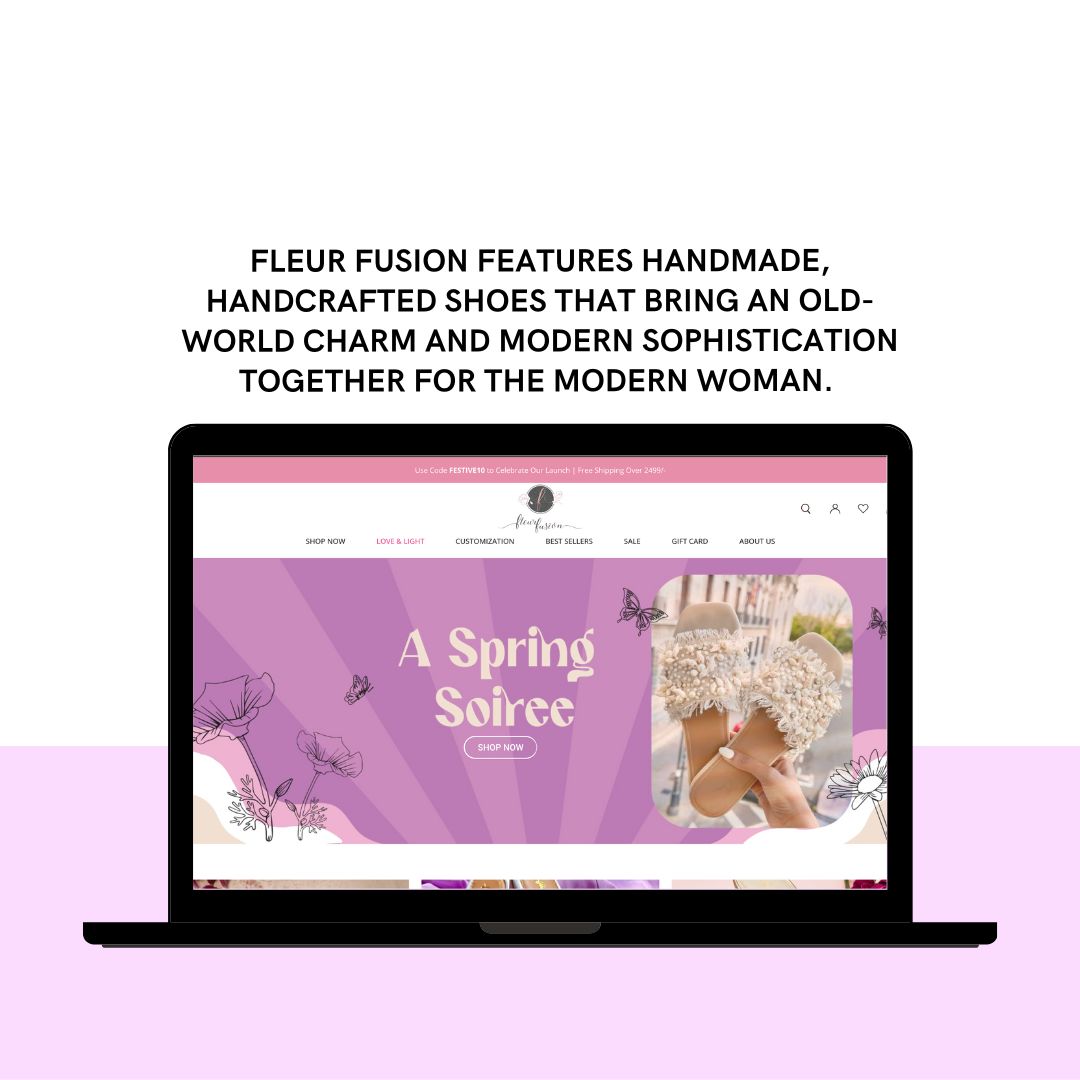 FLEUR FUSION FEATURES HANDMADE,
HANDCRAFTED SHOES THAT BRING AN OLD-
WORLD CHARM AND MODERN SOPHISTICATION
TOGETHER FOR THE MODERN WOMAN.
Use Code FESTIVE10 to Celebrate Our Launch | Free Shipping Over 2499/-
f
fleur fusion
SHOP NOW LOVE & LIGHT CUSTOMIZATION BEST SELLERS SALE GIFT CARD ABOUT US
A Spring
Soiree
SHOP NOW